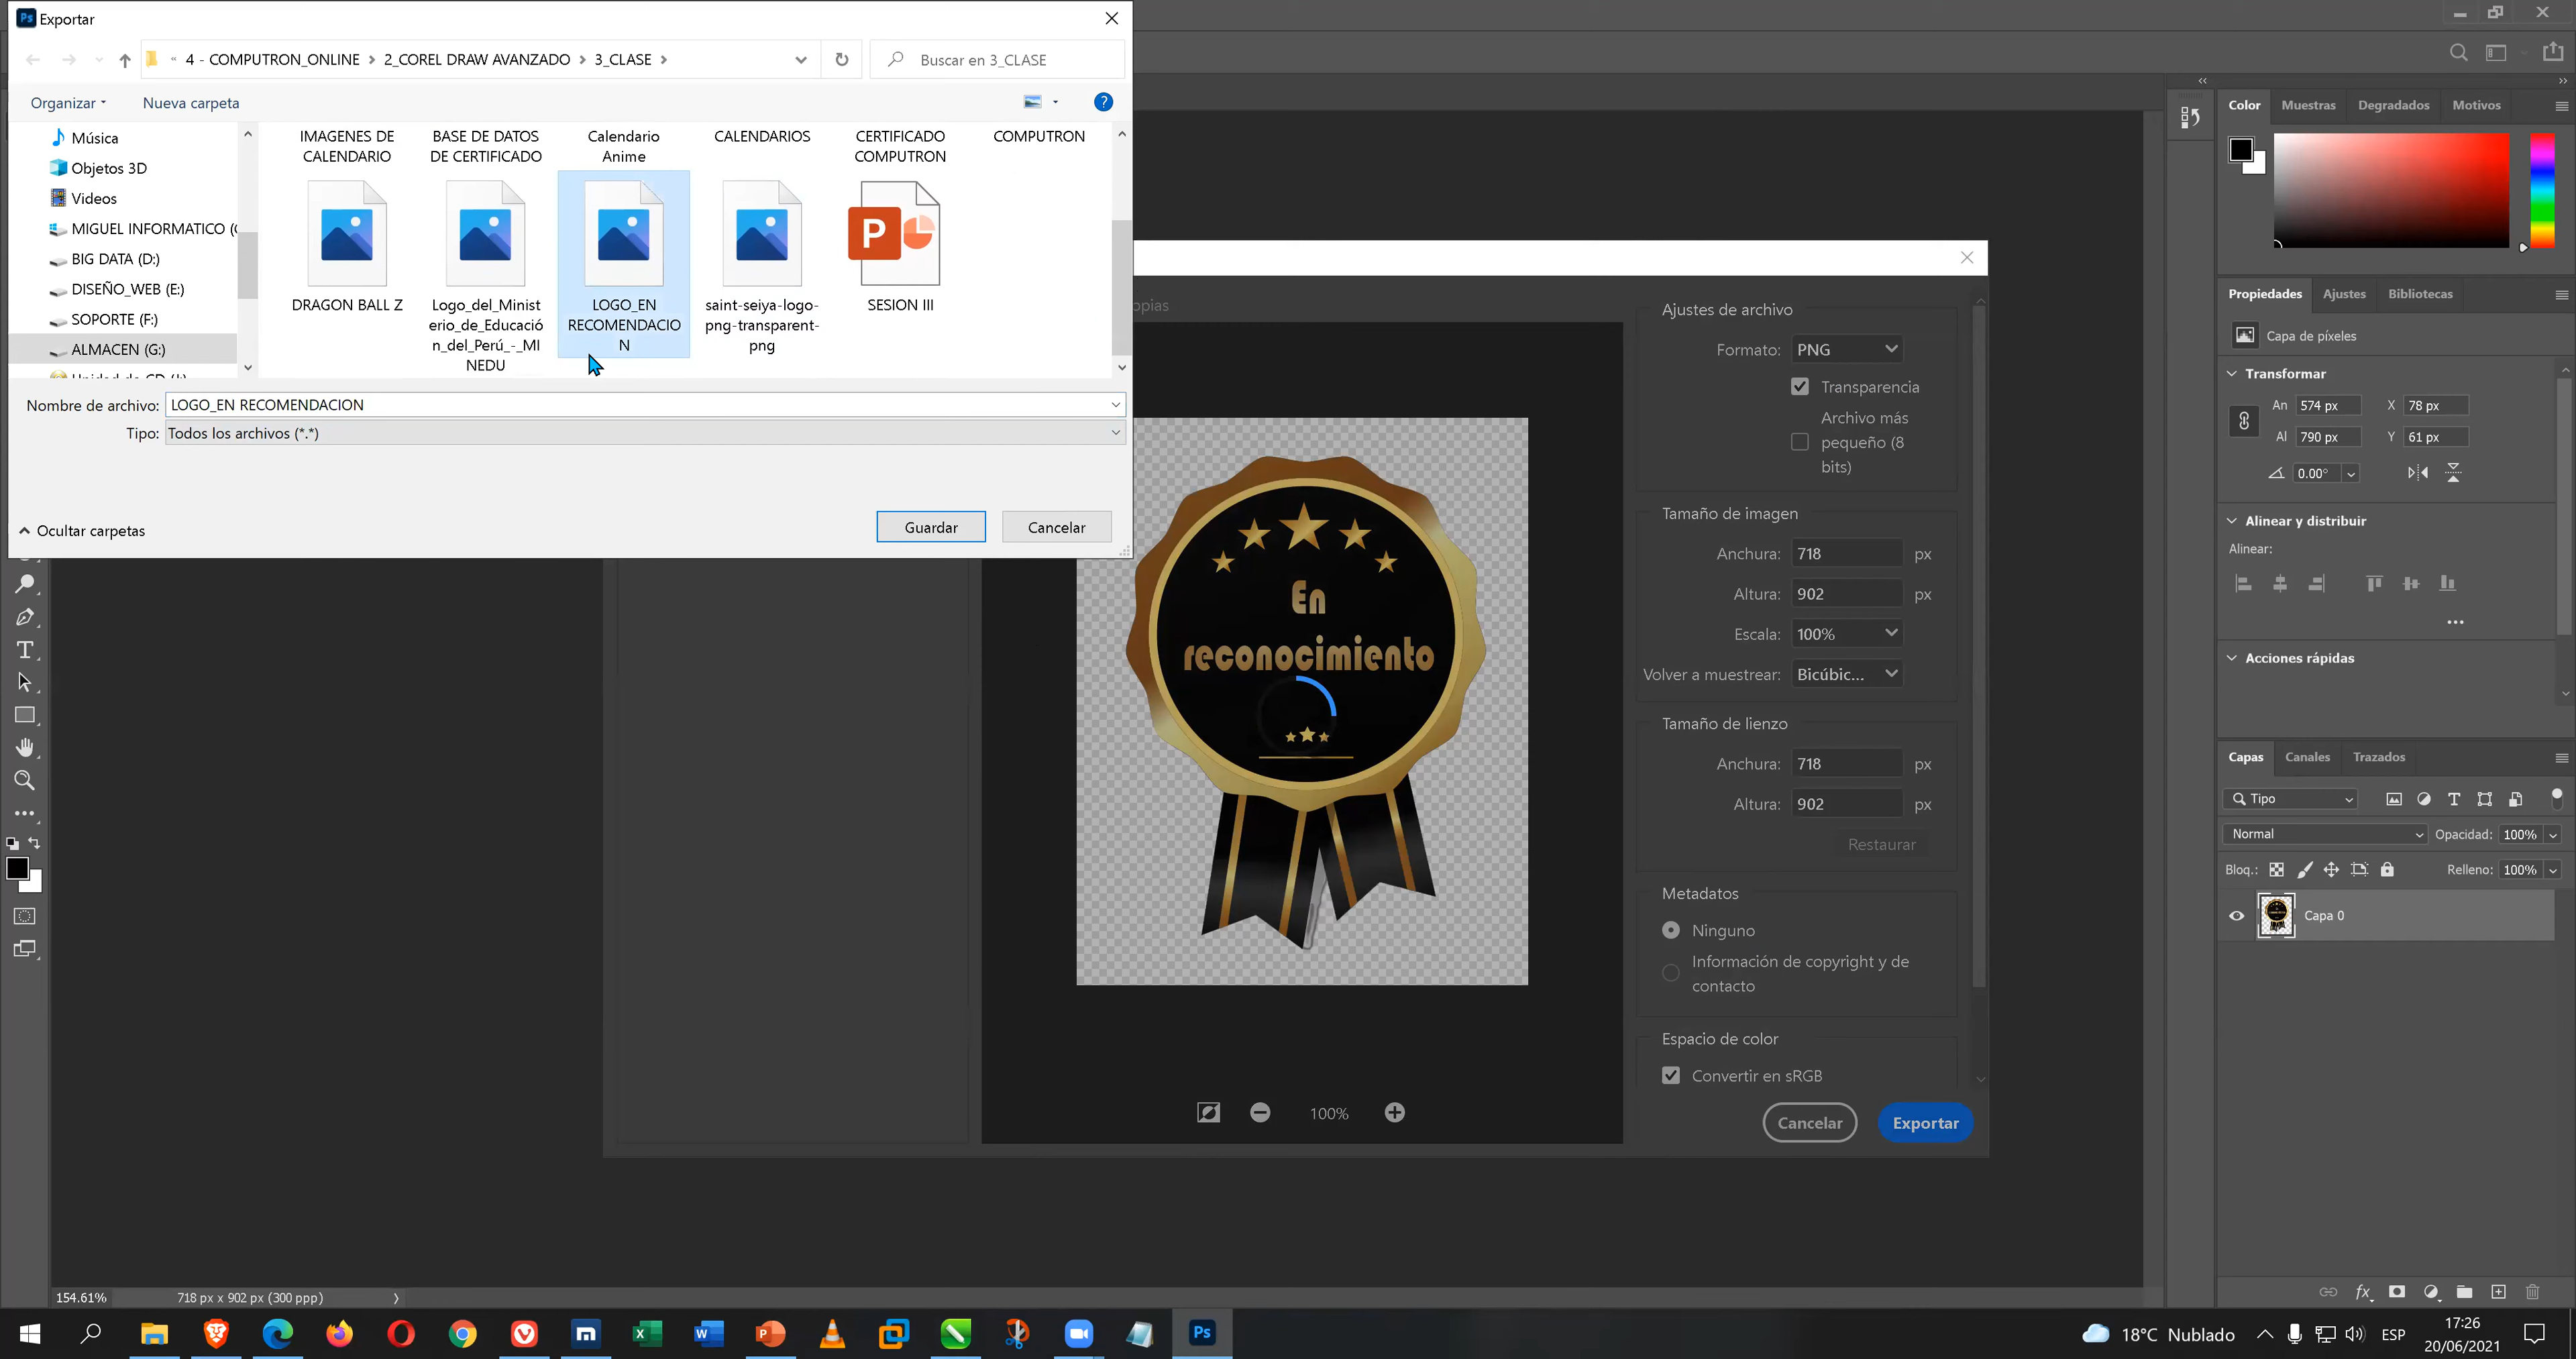 Exportar
« 4 - COMPUTRON_ONLINE > 2_COREL DRAW AVANZADO > 3_CLASE >
Buscar en 3_CLASE
Organizar
Nueva carpeta
Música
Objetos 3D
Videos
MIGUEL INFORMATICO (
BIG DATA (D:)
DISEÑO_WEB (E:)
SOPORTE (F:)
ALMACEN (G:)
IMAGENES DE
CALENDARIO
BASE DE DATOS
DE CERTIFICADO
Calendario
Anime
CALENDARIOS
CERTIFICADO
COMPUTRON
COMPUTRON
DRAGON BALL Z
Logo_del_Minist
erio_de_Educació
n_del_Perú_-_MI
NEDU
LOGO_EN
RECOMENDACIO
N
saint-seiya-logo-
png-transparent-
png
SESION III
Nombre de archivo: LOGO_EN RECOMENDACION
Tipo: Todos los archivos (*.*)
Ocultar carpetas
Guardar
Cancelar
opias
En
reconocimiento
100%
Ajustes de archivo
Formato: PNG
Transparencia
Archivo más
pequeño (8
bits)
Tamaño de imagen
Anchura: 718 px
Altura: 902 px
Escala: 100%
Volver a muestrear: Bicúbic...
Tamaño de lienzo
Anchura: 718 px
Altura: 902 px
Restaurar
Metadatos
Ninguno
Información de copyright y de
contacto
Espacio de color
Convertir en sRGB
Cancelar
Exportar
Color
Muestras
Degradados
Motivos
Propiedades
Ajustes
Bibliotecas
Capa de píxeles
Transformar
An 574 px X 78 px
Al 790 px Y 61 px
0.00°
Alinear y distribuir
Alinear:
Acciones rápidas
Capas
Canales
Trazados
Tipo
Normal
Opacidad: 100%
Bloq.:
Relleno: 100%
Capa 0
154.61%
718 px x 902 px (300 ppp)
Ps
18°C Nublado
ESP
17:26
20/06/2021